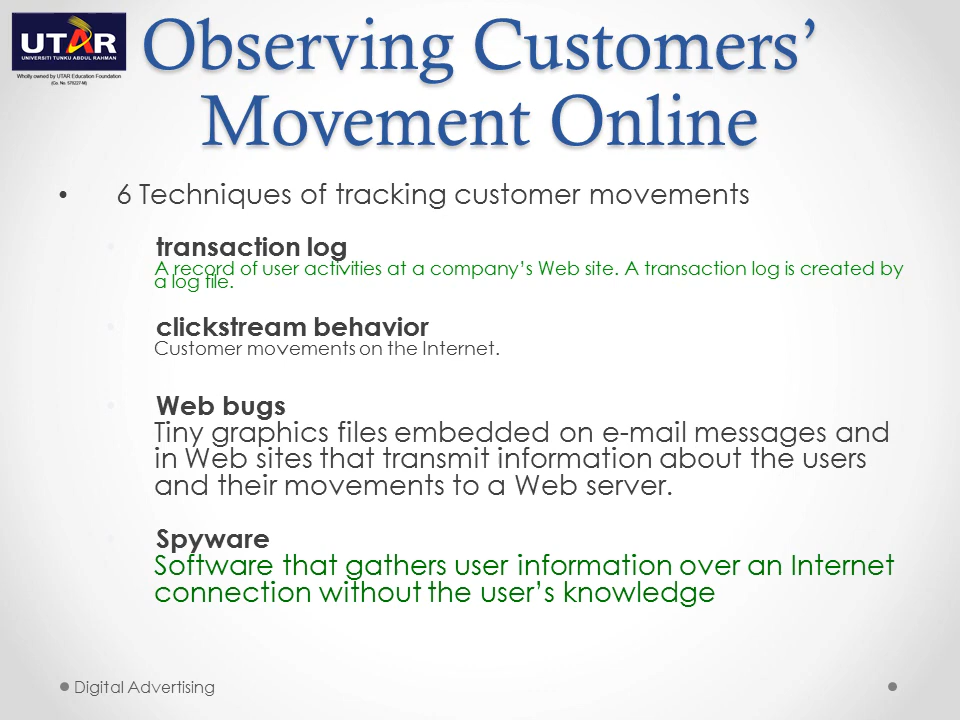 UTAR
UNIVERSITI TUNKU ABDUL RAHMAN
Wholly owned by UTAR Education Foundation
(Co. No. 578227-M)
Observing Customers’
Movement Online
• 6 Techniques of tracking customer movements
• transaction log
A record of user activities at a company’s Web site. A transaction log is created by
a log file.
• clickstream behavior
Customer movements on the Internet.
• Web bugs
Tiny graphics files embedded on e-mail messages and
in Web sites that transmit information about the users
and their movements to a Web server.
• Spyware
Software that gathers user information over an Internet
connection without the user’s knowledge
Digital Advertising